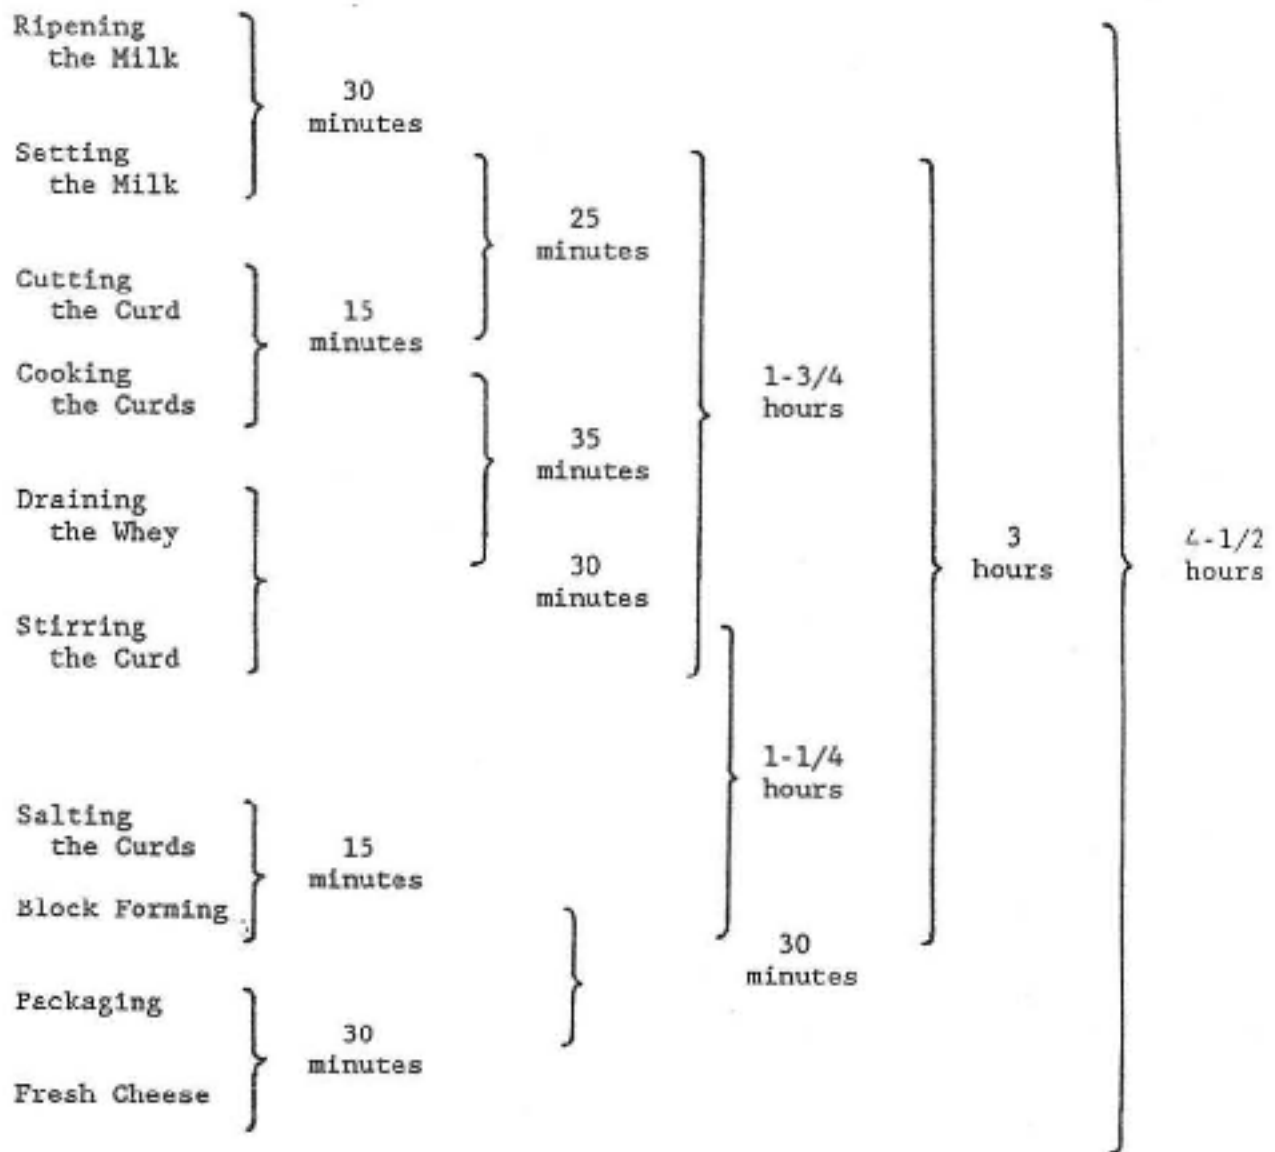 Ripening
the Milk
30
minutes
Setting
the Milk
25
minutes
Cutting
the Curd
15
minutes
Cooking
the Curds
1-3/4
hours
35
minutes
Draining
the Whey
3
hours
4-1/2
hours
30
minutes
Stirring
the Curd
1-1/4
hours
Salting
the Curds
15
minutes
Block Forming
30
minutes
Packaging
30
minutes
Fresh Cheese